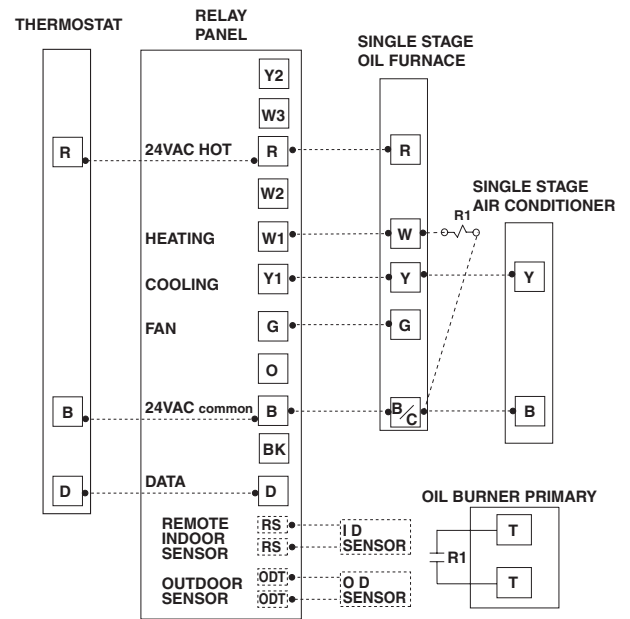 THERMOSTAT
RELAY
PANEL
SINGLE STAGE
OIL FURNACE
SINGLE STAGE
AIR CONDITIONER
Y2
W3
R
24VAC HOT
R
R
W2
HEATING
W1
W
R1
COOLING
Y1
Y
Y
FAN
G
G
O
B
24VAC common
B
B/C
B
BK
D
DATA
D
REMOTE
INDOOR
SENSOR
RS
RS
I D
SENSOR
OUTDOOR
SENSOR
ODT
ODT
O D
SENSOR
OIL BURNER PRIMARY
T
R1
T